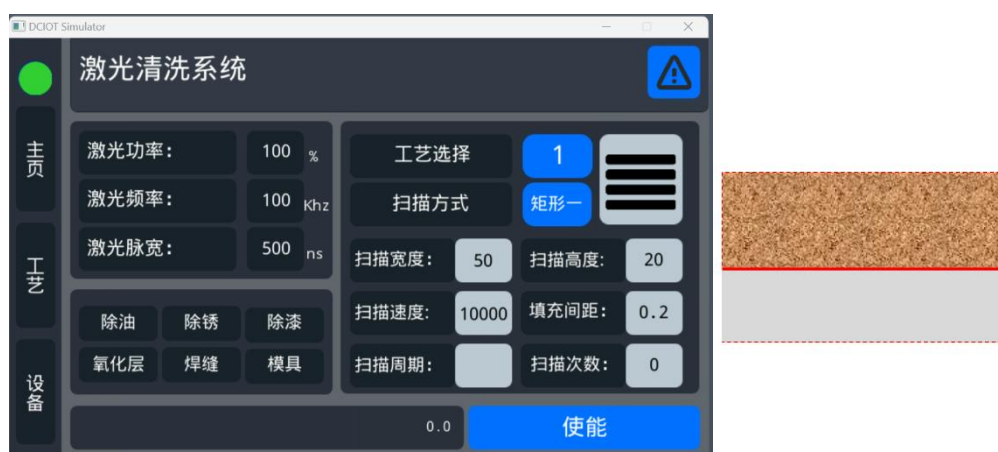 DCIOT Simulator
激光清洗系统
主页
工艺
设备
激光功率: 100 %
激光频率: 100 Khz
激光脉宽: 500 ns
除油 除锈 除漆
氧化层 焊缝 模具
工艺选择 1
扫描方式 矩形一
扫描宽度: 50 扫描高度: 20
扫描速度: 10000 填充间距: 0.2
扫描周期: 扫描次数: 0
0.0 使能